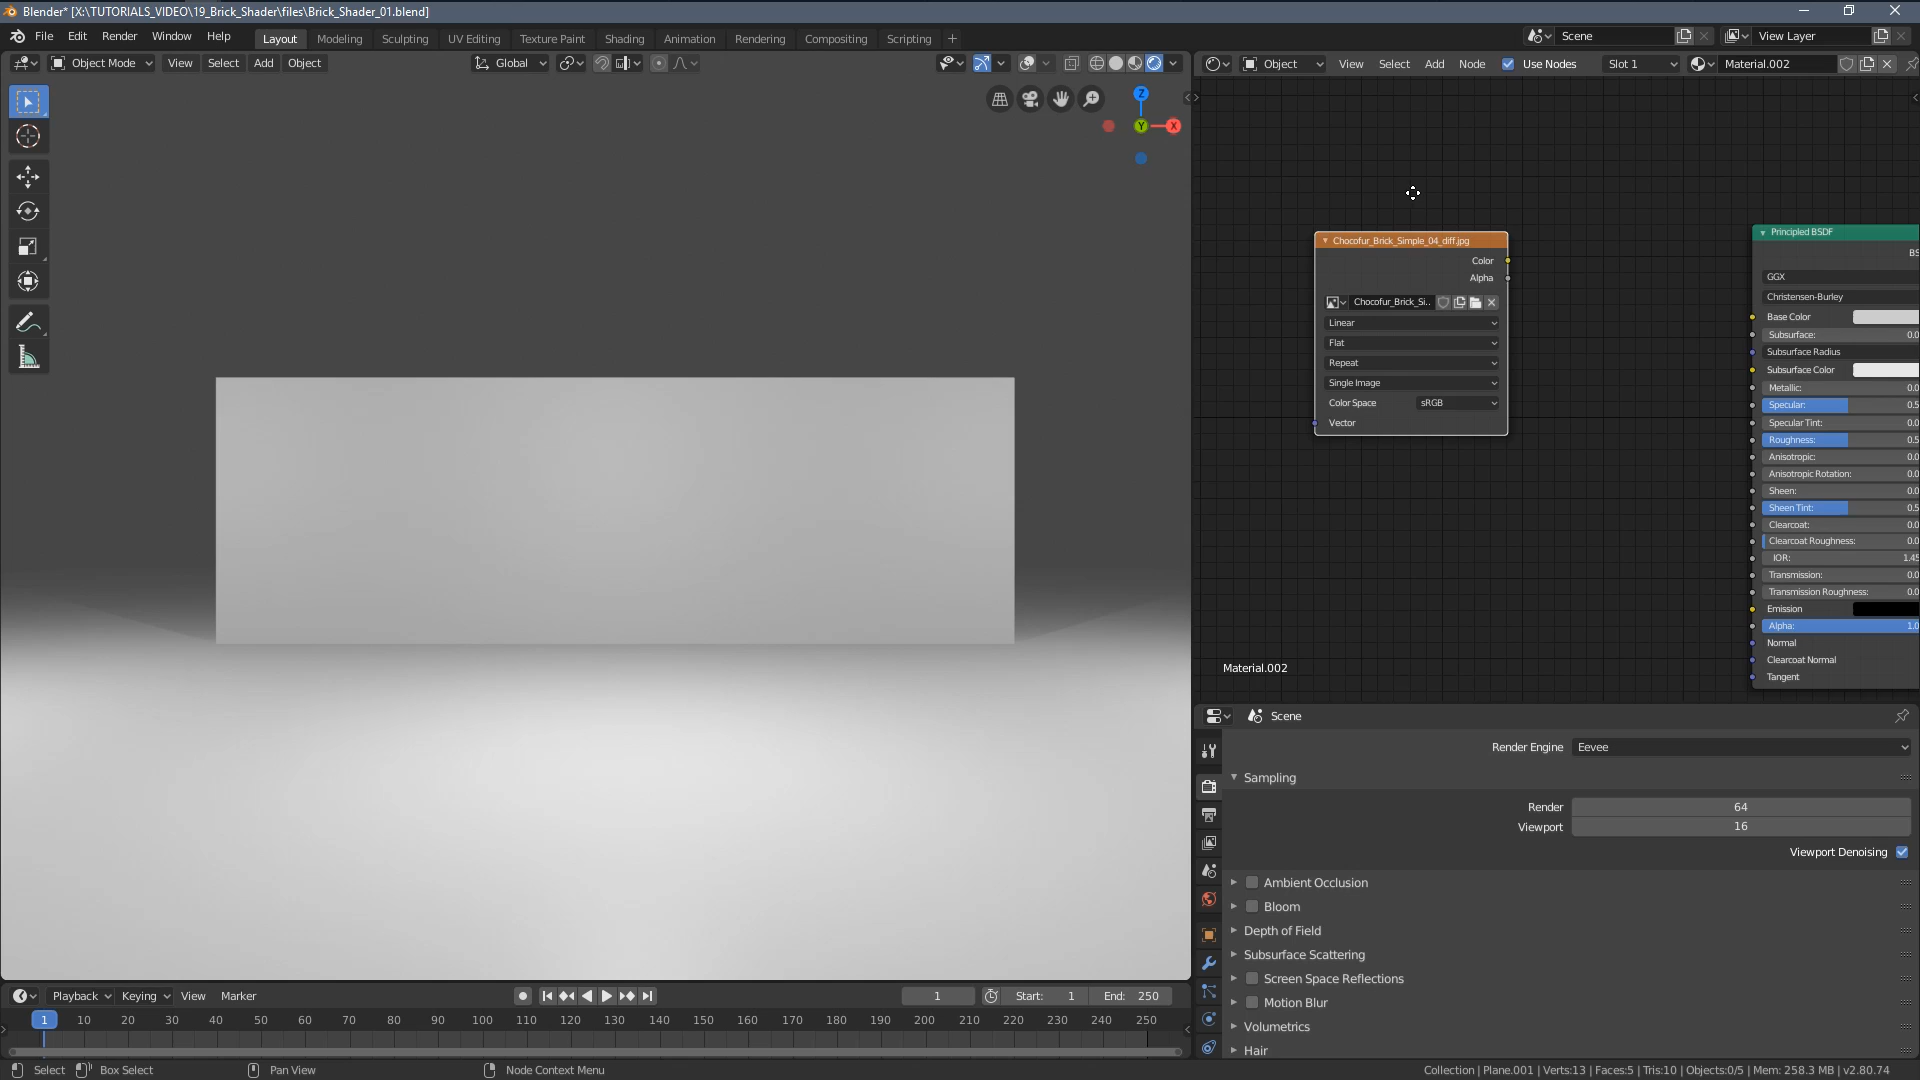 Blender* [X:\TUTORIALS_VIDEO\19_Brick_Shader\files\Brick_Shader_01.blend]
File Edit Render Window Help
Layout Modeling Sculpting UV Editing Texture Paint Shading Animation Rendering Compositing Scripting +
Scene
View Layer
Object Mode View Select Add Object
Global
Object View Select Add Node Use Nodes Slot 1 Material.002
Z
Y
X
Chocofur_Brick_Simple_04_diff.jpg
Color
Alpha
Chocofur_Brick_Si..
Linear
Flat
Repeat
Single Image
Color Space sRGB
Vector
Principled BSDF
BS
GGX
Christensen-Burley
Base Color
Subsurface: 0.0
Subsurface Radius
Subsurface Color
Metallic: 0.0
Specular: 0.5
Specular Tint: 0.0
Roughness: 0.5
Anisotropic: 0.0
Anisotropic Rotation: 0.0
Sheen: 0.0
Sheen Tint: 0.5
Clearcoat: 0.0
Clearcoat Roughness: 0.0
IOR: 1.45
Transmission: 0.0
Transmission Roughness: 0.0
Emission
Alpha: 1.0
Normal
Clearcoat Normal
Tangent
Material.002
Scene
Render Engine Eevee
Sampling
Render 64
Viewport 16
Viewport Denoising
Ambient Occlusion
Bloom
Depth of Field
Subsurface Scattering
Screen Space Reflections
Motion Blur
Volumetrics
Hair
Playback Keying View Marker
1 Start: 1 End: 250
1 10 20 30 40 50 60 70 80 90 100 110 120 130 140 150 160 170 180 190 200 210 220 230 240 250
Select Box Select Pan View Node Context Menu
Collection | Plane.001 | Verts:13 | Faces:5 | Tris:10 | Objects:0/5 | Mem: 258.3 MB | v2.80.74